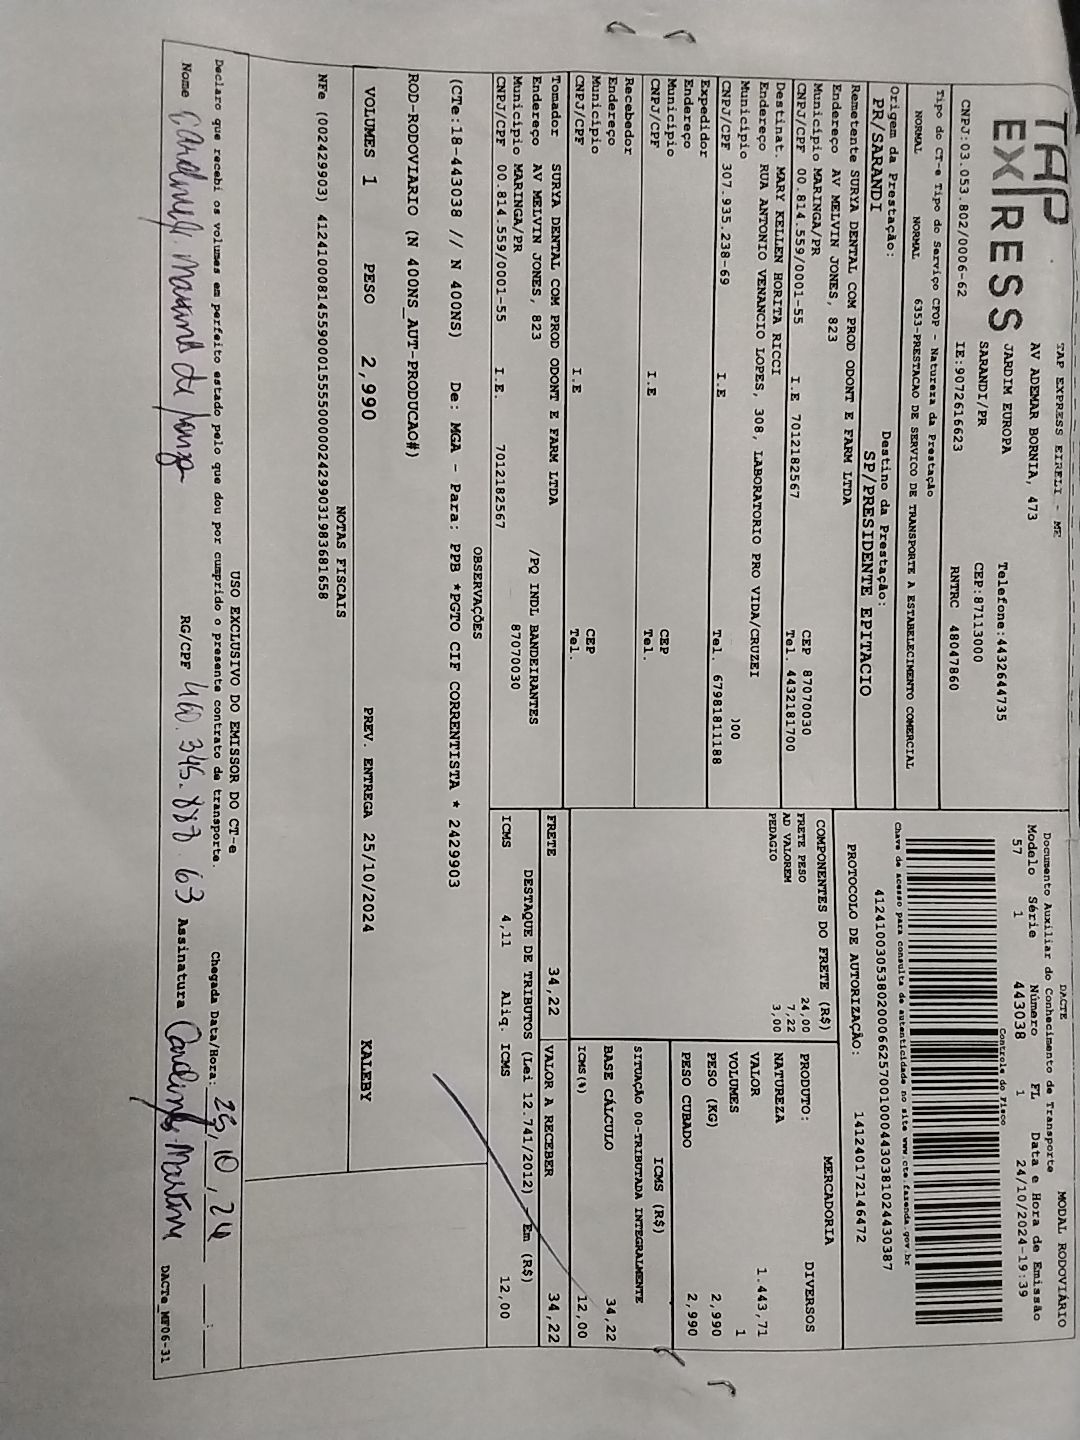 TAP EXPRESS
TAP EXPRESS EIRELI - ME
AV ADEMAR BORNIA, 473
JARDIM EUROPA Telefone:4432644735
SARANDI/PR CEP:87113000
CNPJ:03.053.802/0006-62 IE:9072616623 RNTRC 48047860
Tipo do CT-e Tipo do Serviço CFOP - Natureza da Prestação
NORMAL NORMAL 6353-PRESTACAO DE SERVICO DE TRANSPORTE A ESTABELECIMENTO COMERCIAL
Origem da Prestação: Destino da Prestação:
PR/SARANDI SP/PRESIDENTE EPITACIO
Remetente SURYA DENTAL COM PROD ODONT E FARM LTDA
Endereço AV MELVIN JONES, 823
Município MARINGA/PR CEP 87070030
CNPJ/CPF 00.814.559/0001-55 I.E 7012182567 Tel. 4432181700
Destinat. MARY KELLEN HORITA RICCI
Endereço RUA ANTONIO VENANCIO LOPES, 308, LABORATORIO PRO VIDA/CRUZEI
Município )00
CNPJ/CPF 307.935.238-69 I.E Tel. 67981811188
Expedidor
Endereço
Município CEP
CNPJ/CPF I.E Tel.
Recebedor
Endereço
Município CEP
CNPJ/CPF I.E Tel.
Tomador SURYA DENTAL COM PROD ODONT E FARM LTDA
Endereço AV MELVIN JONES, 823 /PQ INDL BANDEIRANTES
Município MARINGA/PR 87070030
CNPJ/CPF 00.814.559/0001-55 I.E. 7012182567
DACTE MODAL RODOVIÁRIO
Documento Auxiliar do Conhecimento de Transporte
Modelo Série Número FL Data e Hora de Emissão
57 1 443038 1 24/10/2024-19:39
Controle do Fisco
Chave de acesso para consulta de autenticidade no site www.cte.fazenda.gov.br
41241003053802000662570010004430381024430387
PROTOCOLO DE AUTORIZAÇÃO: 141240172146472
COMPONENTES DO FRETE (R$)
FRETE PESO 24,00
AD VALOREM 7,22
PEDAGIO 3,00
MERCADORIA
PRODUTO: DIVERSOS
NATUREZA
VALOR 1.443,71
VOLUMES 1
PESO (KG) 2,990
PESO CUBADO 2,990
ICMS (R$)
SITUAÇÃO 00-TRIBUTADA INTEGRALMENTE
BASE CÁLCULO 34,22
ICMS(%) 12,00
FRETE 34,22 VALOR A RECEBER 34,22
DESTAQUE DE TRIBUTOS (Lei 12.741/2012) - Em (R$)
ICMS 4,11 Aliq. ICMS 12,00
OBSERVAÇÕES
(CTe:18-443038 // N 400NS) De: MGA - Para: PPB *PGTO CIF CORRENTISTA * 2429903
ROD-RODOVIARIO (N 400NS_AUT-PRODUCAO#)
VOLUMES 1 PESO 2,990 PREV. ENTREGA 25/10/2024 KALEBY
NOTAS FISCAIS
NFe (002429903) 41241000814559000155550000024299031983681658
USO EXCLUSIVO DO EMISSOR DO CT-e
Declaro que recebi os volumes em perfeito estado pelo que dou por cumprido o presente contrato de transporte. Chegada Data/Hora: 25,10,24 :
Nome RG/CPF Assinatura DACTe_MF06-31